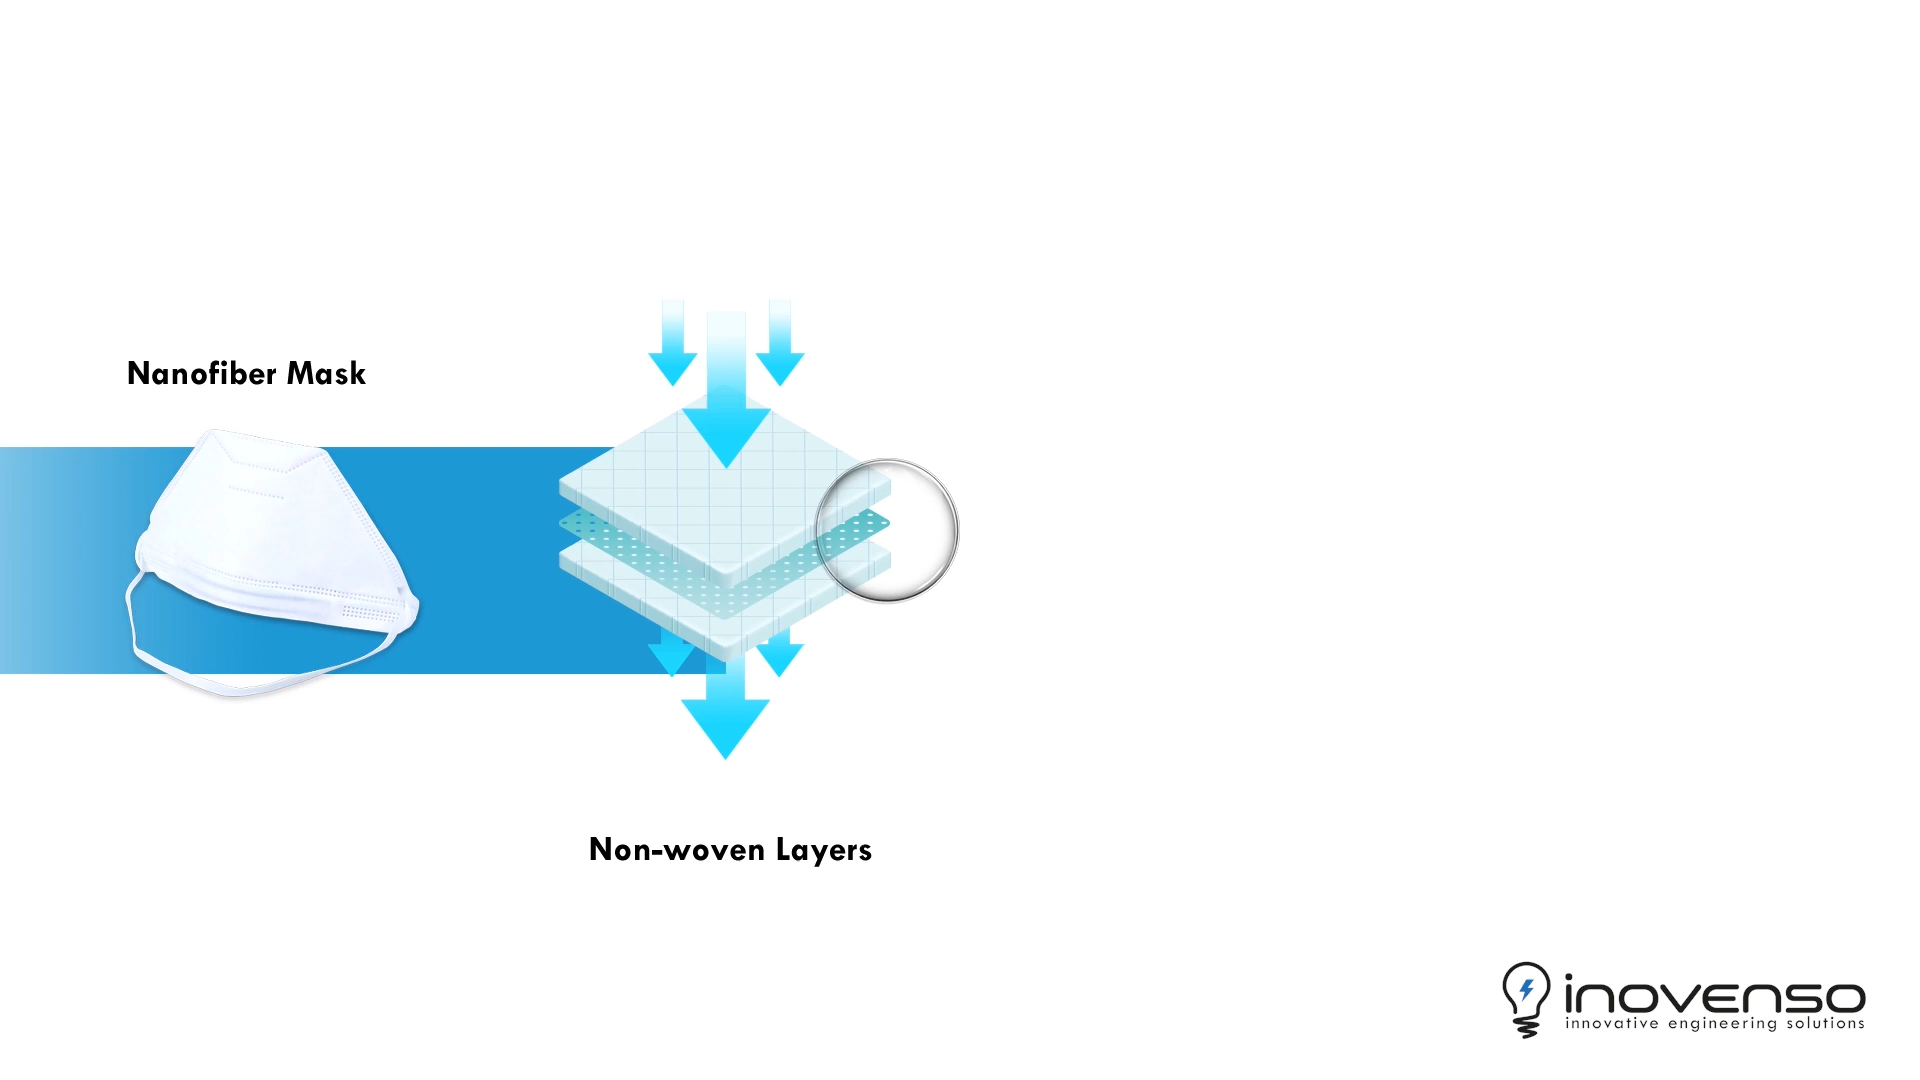 Nanofiber Mask
Non-woven Layers
inovenso
innovative engineering solutions